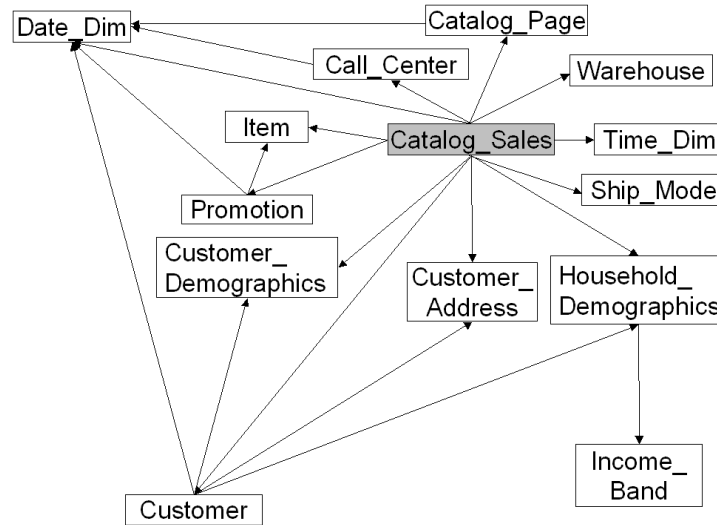 Date_Dim
Catalog_Page
Call_Center
Warehouse
Item
Catalog_Sales
Time_Dim
Ship_Mode
Promotion
Customer_
Demographics
Customer_
Address
Household_
Demographics
Income_
Band
Customer